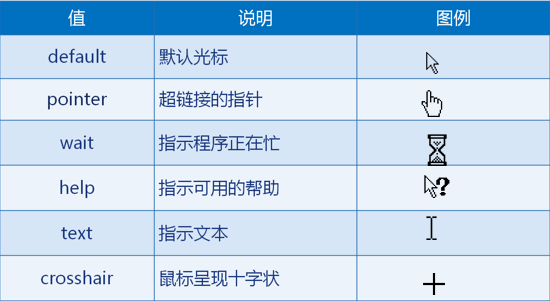 值 说明 图例
default 默认光标
pointer 超链接的指针
wait 指示程序正在忙
help 指示可用的帮助
text 指示文本
crosshair 鼠标呈现十字状